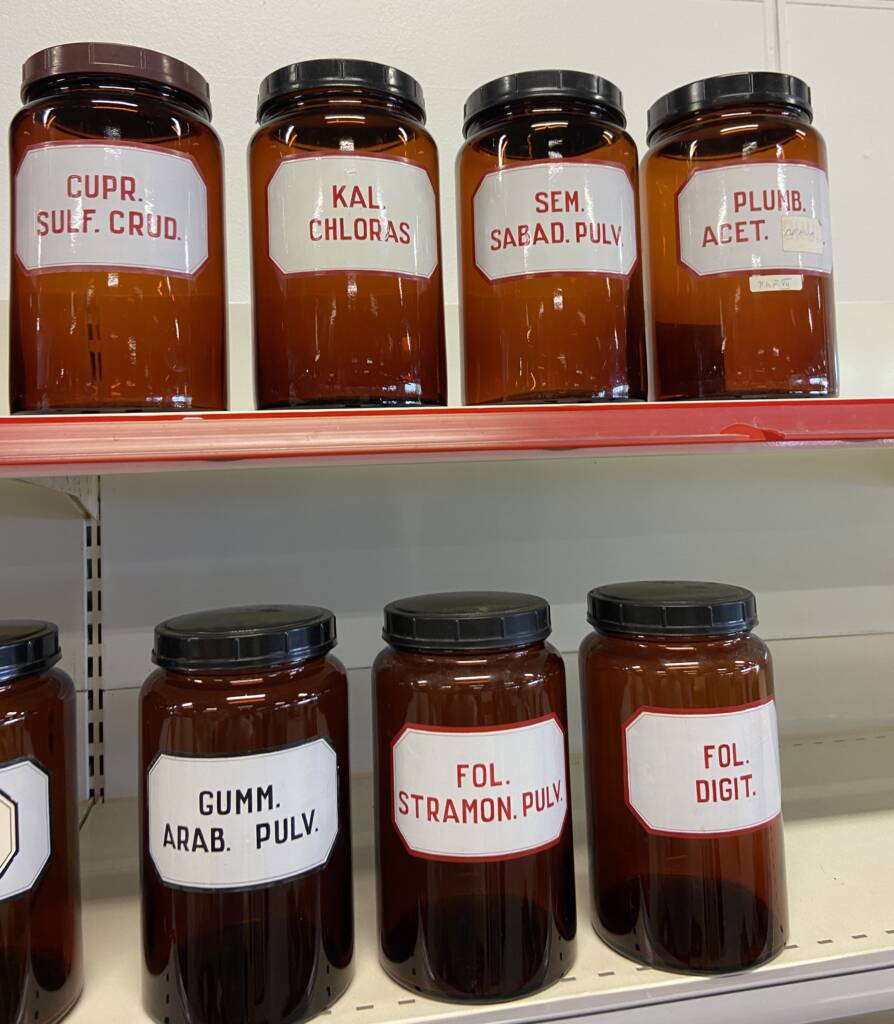 CUPR.
SULF. CRUD.
KAL.
CHLORAS
SEM.
SABAD. PULV.
PLUMB.
ACET.
GUMM.
ARAB. PULV.
FOL.
STRAMON. PULV.
FOL.
DIGIT.